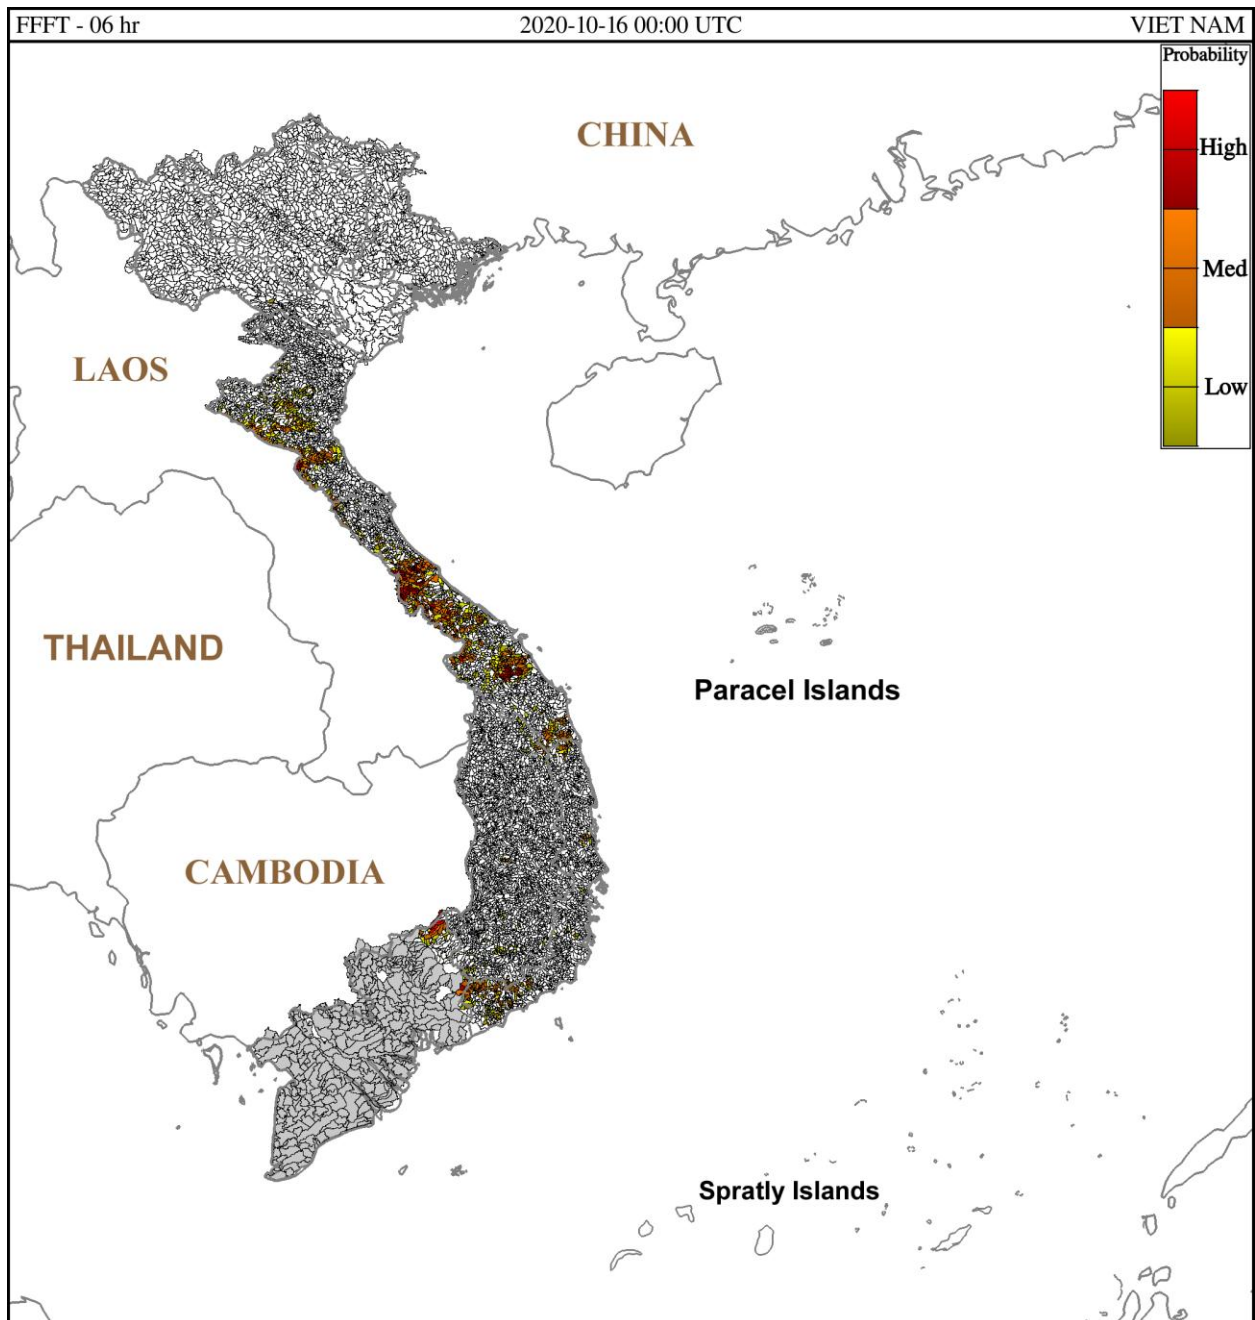 FFFT - 06 hr
2020-10-16 00:00 UTC
VIET NAM
Probability
High
Med
Low
CHINA
LAOS
THAILAND
Paracel Islands
CAMBODIA
Spratly Islands